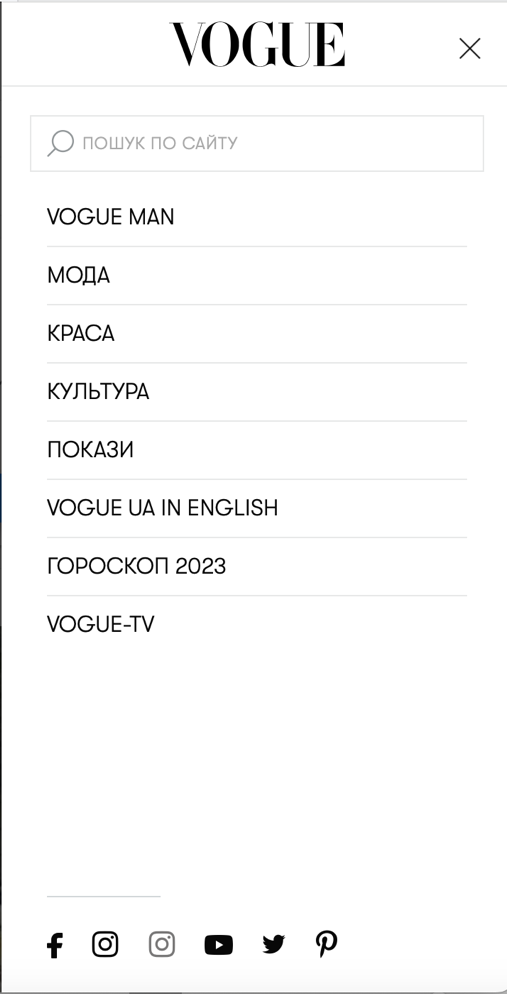 VOGUE
ПОШУК ПО САЙТУ
VOGUE MAN
МОДА
КРАСА
КУЛЬТУРА
ПОКАЗИ
VOGUE UA IN ENGLISH
ГОРОСКОП 2023
VOGUE-TV